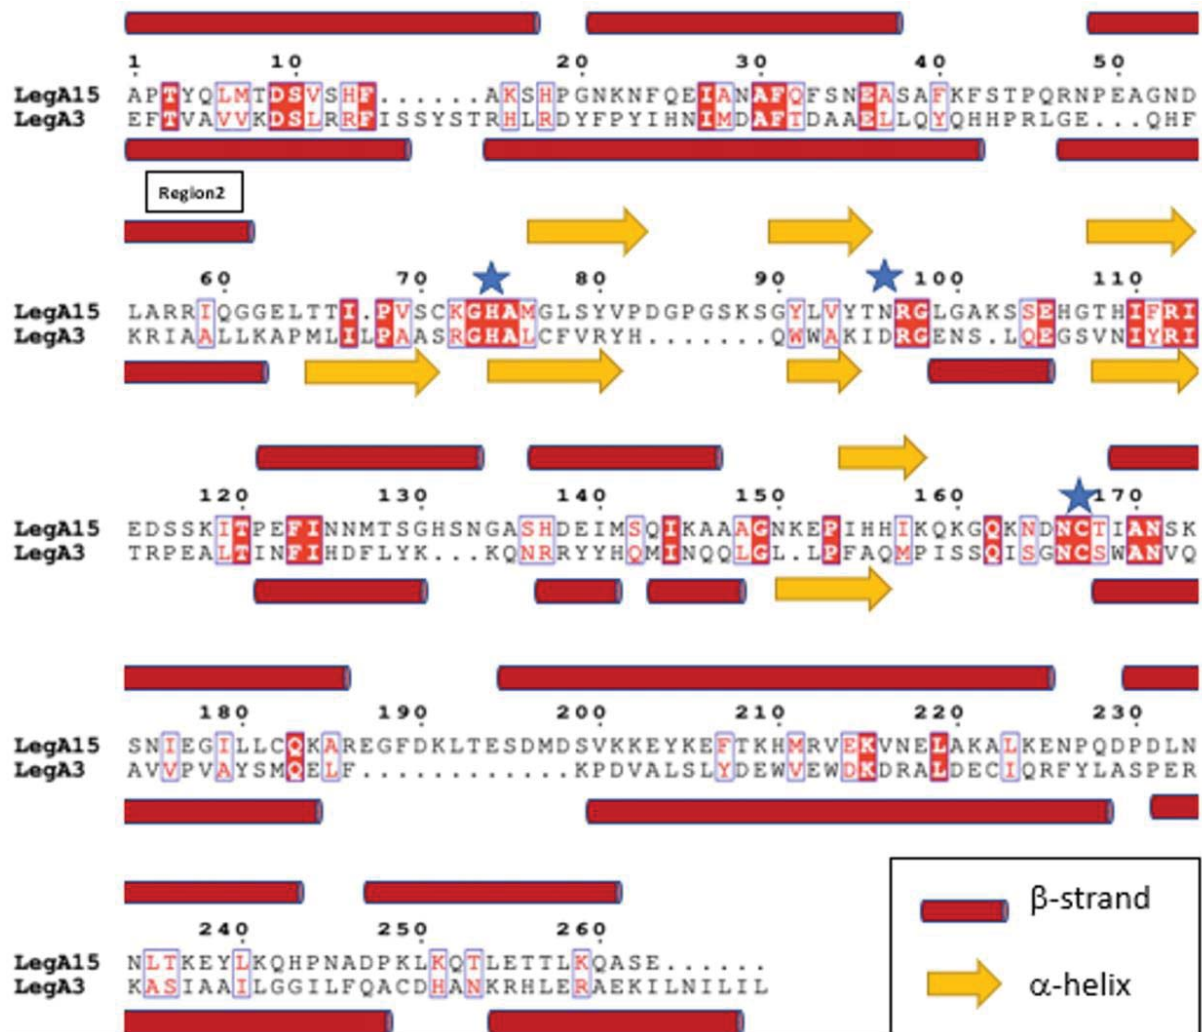 1 10 20 30 40 50
LegA15 APTYQLMTDSVSHF......AKSHPGNKNFQEIANAFQFSNEASAFKFSTPQRNPEAGND
LegA3 EFTVAVVKDSLRRFISSYSTRHLRDYFPYIHNIMDAFTDAAELLQYQHHPRLGE...QHF
Region2
60 70 80 90 100 110
LegA15 LARRIQGGELTTI.PVSCKGHAMGLSYVPDGPGSKSGYLVYTNRGLGAKSSEHGTHIFRI
LegA3 KRIAALLKAPMLILPAASRGHALCFVRYH.......QWWAKIDRGENS.LQEGSVNIYRI
120 130 140 150 160 170
LegA15 EDSSKITPEFINNMTSGHSNGASHDEIMSQIKAAAGNKEPIHHIKQKGQKNDNCTIANSK
LegA3 TRPEALTINFIHDFLYK...KQNRRYYHQMINQQLGL.LPFAQMPISSQISGNCSWANVQ
180 190 200 210 220 230
LegA15 SNIEGILLCQKAREGFDKLTESDMDSVKKEYKEFTKHMRVEKVNELAKALKENPQDPDLN
LegA3 AVVPVAYSMQELF............KPDVALSLYDEWVEWDKDRALDECIQRFYLASPER
240 250 260
LegA15 NLTKEYLKQHPNADPKLKQTLETTLKQASE......
LegA3 KASIAAILGGILFQACDHANKRHLERAEKILNILIL
β-strand
α-helix